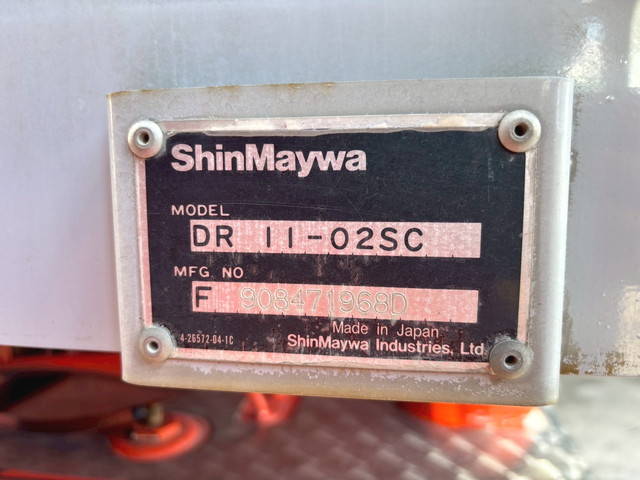 ShinMaywa
MODEL
DR 11-02SC
MFG. NO
F 908471968D
Made in Japan
4-26572-04-1C
ShinMaywa Industries, Ltd